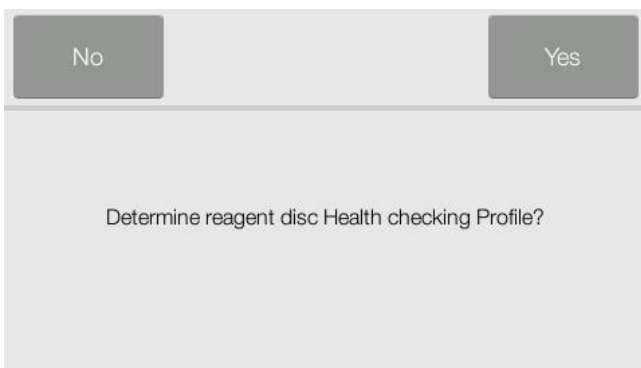 No
Yes
Determine reagent disc Health checking Profile?